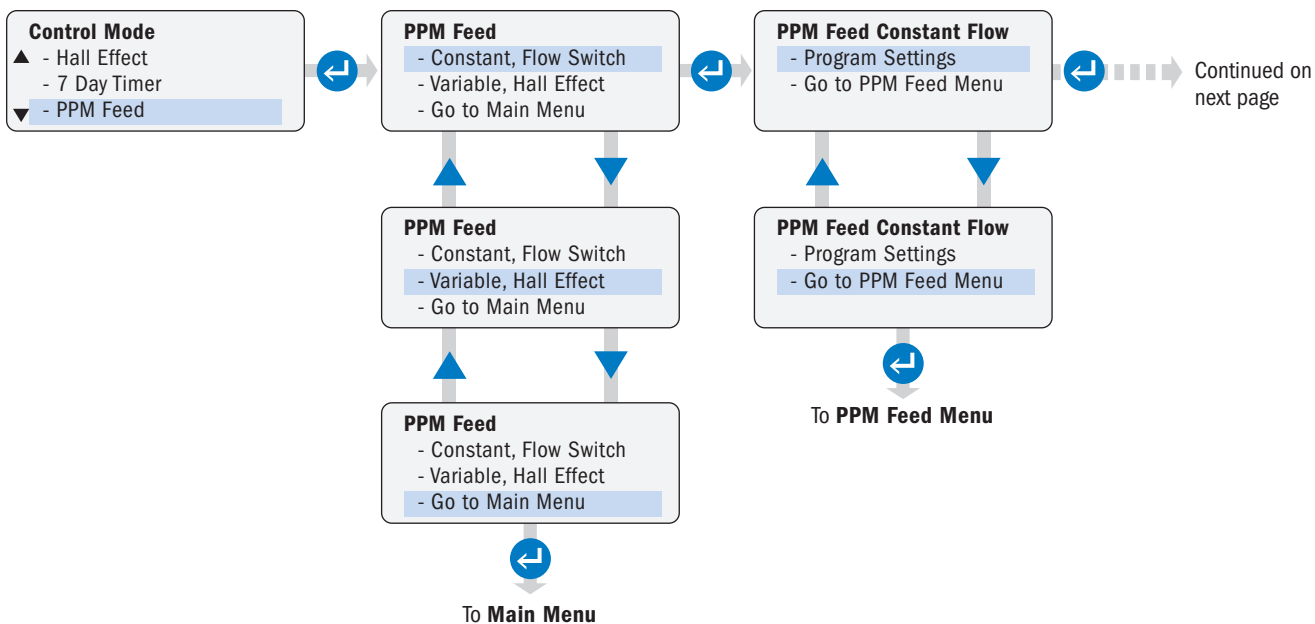 Control Mode
- Hall Effect
- 7 Day Timer
- PPM Feed
PPM Feed
- Constant, Flow Switch
- Variable, Hall Effect
- Go to Main Menu
PPM Feed Constant Flow
- Program Settings
- Go to PPM Feed Menu
Continued on
next page
PPM Feed
- Constant, Flow Switch
- Variable, Hall Effect
- Go to Main Menu
PPM Feed Constant Flow
- Program Settings
- Go to PPM Feed Menu
To PPM Feed Menu
PPM Feed
- Constant, Flow Switch
- Variable, Hall Effect
- Go to Main Menu
To Main Menu